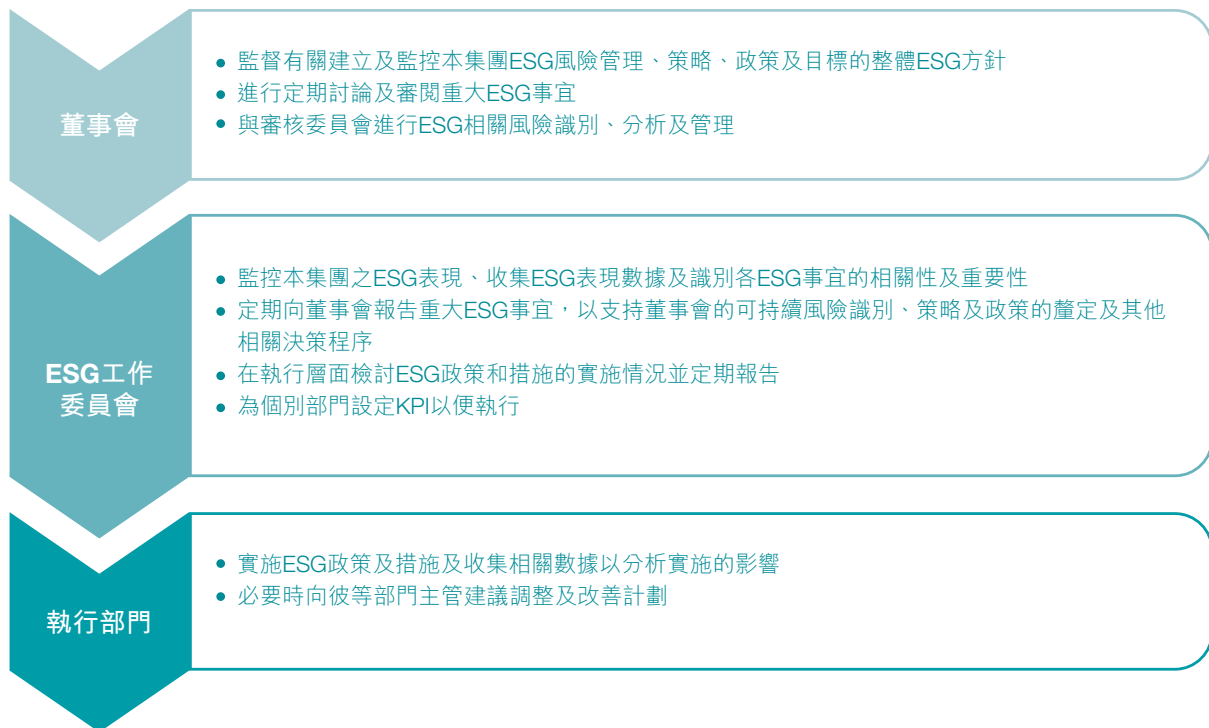 董事會
• 監督有關建立及監控本集團ESG風險管理、策略、政策及目標的整體ESG方針
• 進行定期討論及審閱重大ESG事宜
• 與審核委員會進行ESG相關風險識別、分析及管理
ESG工作
委員會
• 監控本集團之ESG表現、收集ESG表現數據及識別各ESG事宜的相關性及重要性
• 定期向董事會報告重大ESG事宜，以支持董事會的可持續風險識別、策略及政策的釐定及其他
相關決策程序
• 在執行層面檢討ESG政策和措施的實施情況並定期報告
• 為個別部門設定KPI以便執行
執行部門
• 實施ESG政策及措施及收集相關數據以分析實施的影響
• 必要時向彼等部門主管建議調整及改善計劃